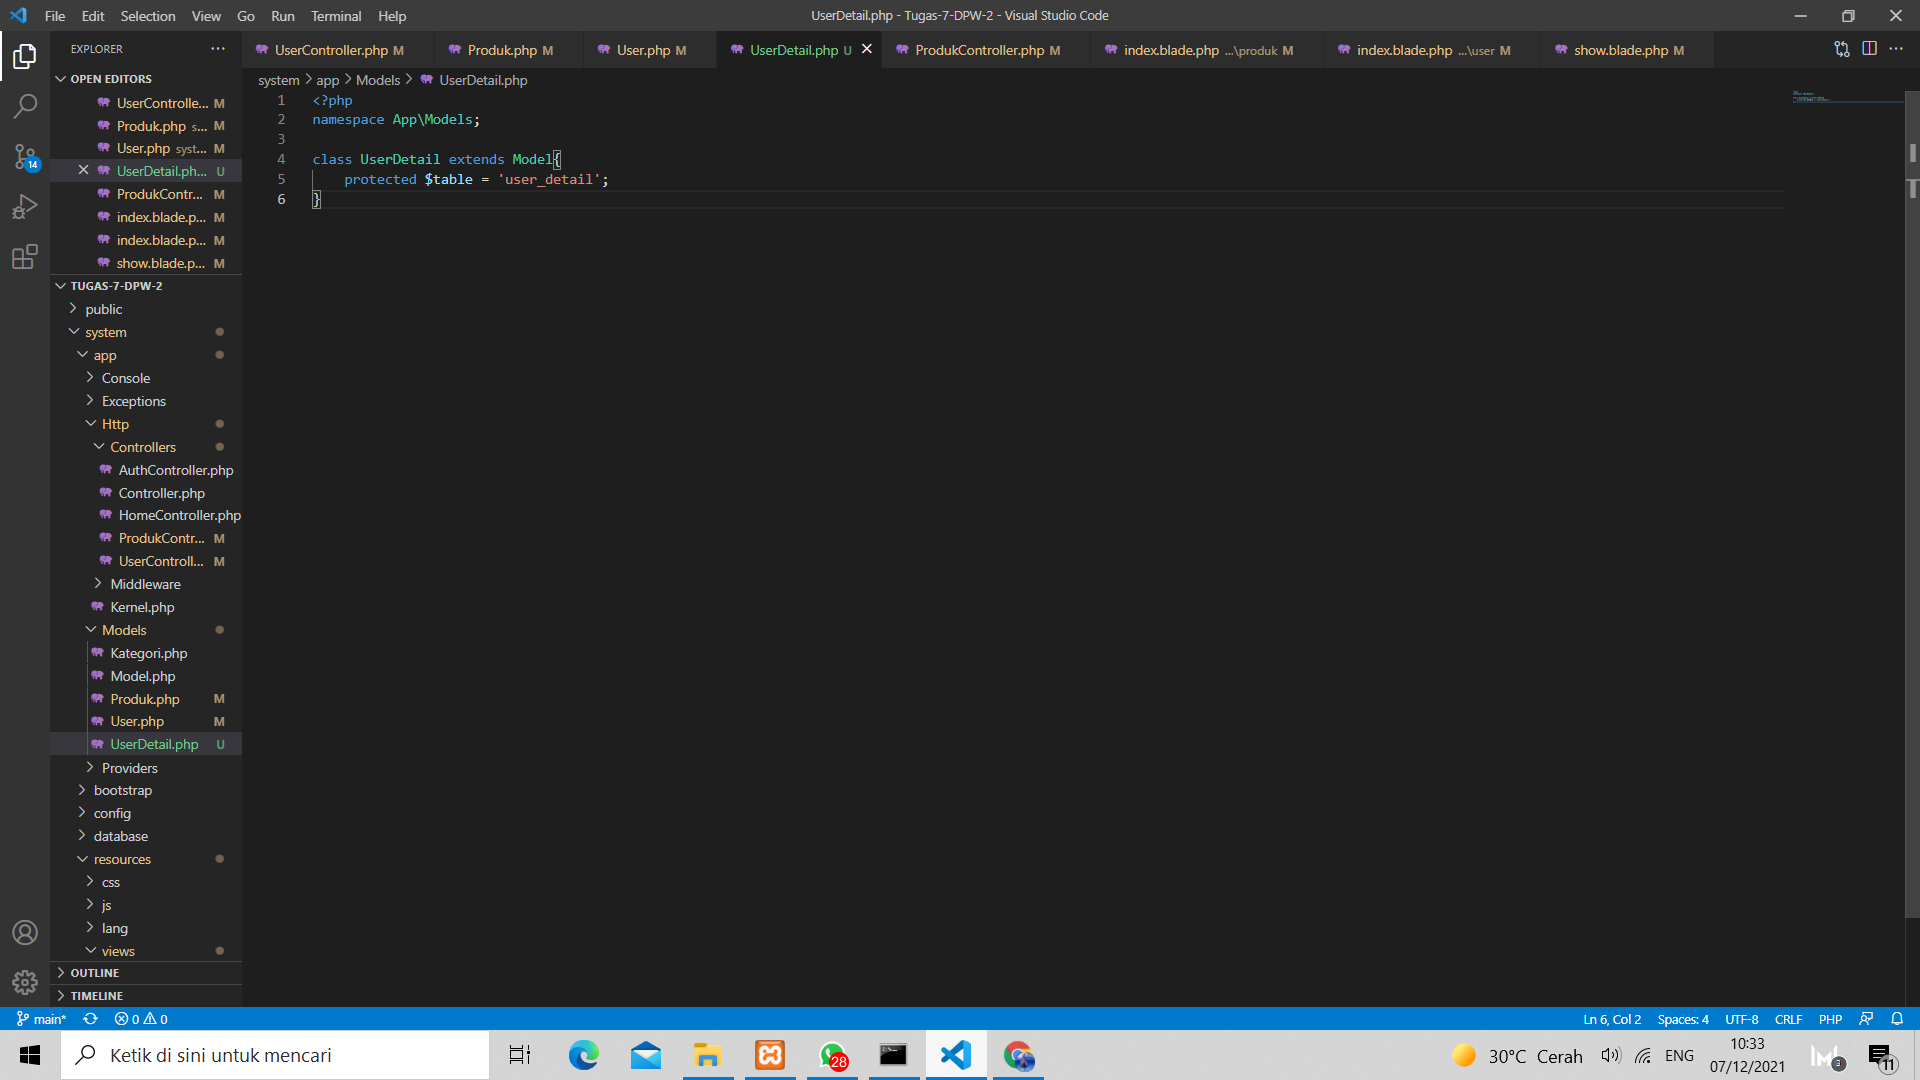 File Edit Selection View Go Run Terminal Help
UserDetail.php - Tugas-7-DPW-2 - Visual Studio Code
EXPLORER
UserController.php M
Produk.php M
User.php M
UserDetail.php U
ProdukController.php M
index.blade.php ...\produk M
index.blade.php ...\user M
show.blade.php M
OPEN EDITORS
UserControlle... M
Produk.php s... M
User.php syst... M
UserDetail.ph... U
ProdukContr... M
index.blade.p... M
index.blade.p... M
show.blade.p... M
TUGAS-7-DPW-2
public
system
app
Console
Exceptions
Http
Controllers
AuthController.php
Controller.php
HomeController.php
ProdukContr... M
UserControll... M
Middleware
Kernel.php
Models
Kategori.php
Model.php
Produk.php M
User.php M
UserDetail.php U
Providers
bootstrap
config
database
resources
css
js
lang
views
OUTLINE
TIMELINE
14
system > app > Models > UserDetail.php
1 <?php
2 namespace App\Models;
3
4 class UserDetail extends Model{
5 protected $table = 'user_detail';
6 }
main* 0 0
Ln 6, Col 2 Spaces: 4 UTF-8 CRLF PHP
Ketik di sini untuk mencari
28
30°C Cerah
ENG
10:33
07/12/2021
3
11